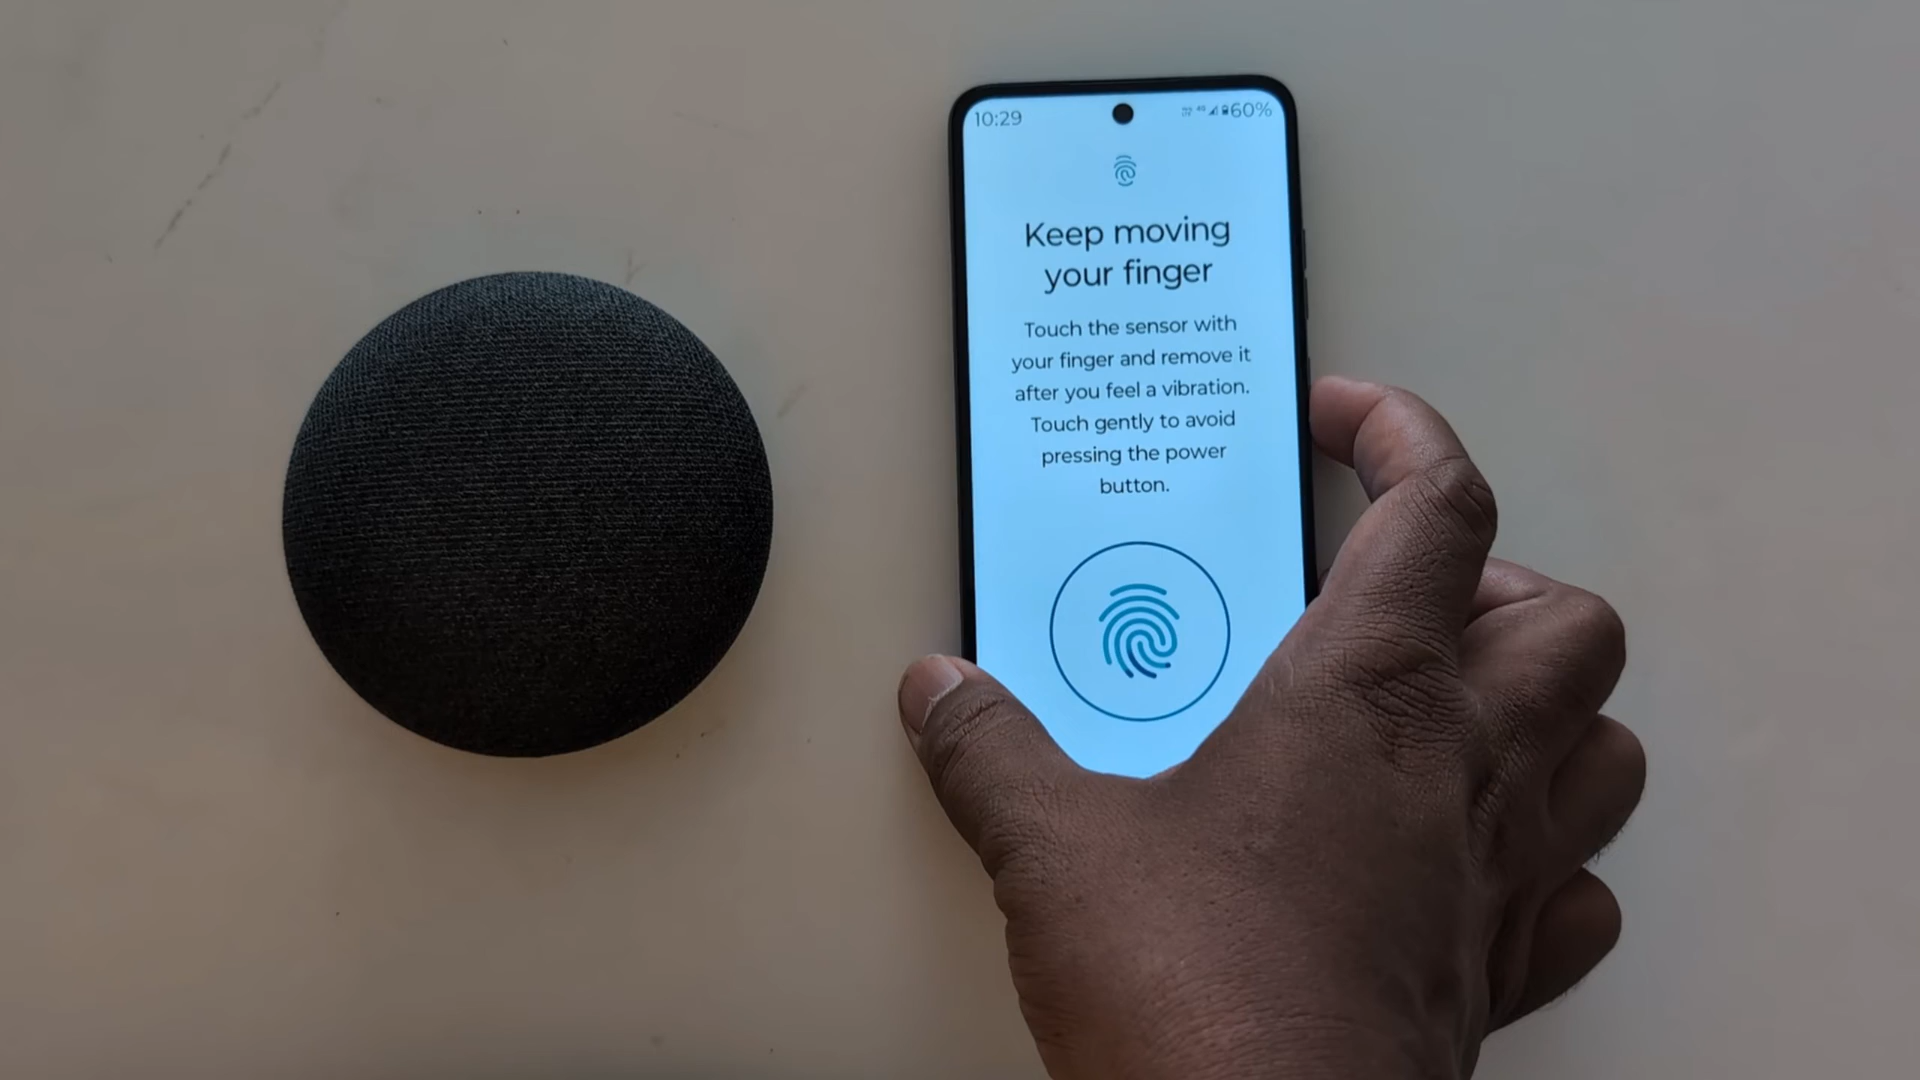 10:29 4G 60%
Keep moving
your finger
Touch the sensor with
your finger and remove it
after you feel a vibration.
Touch gently to avoid
pressing the power
button.